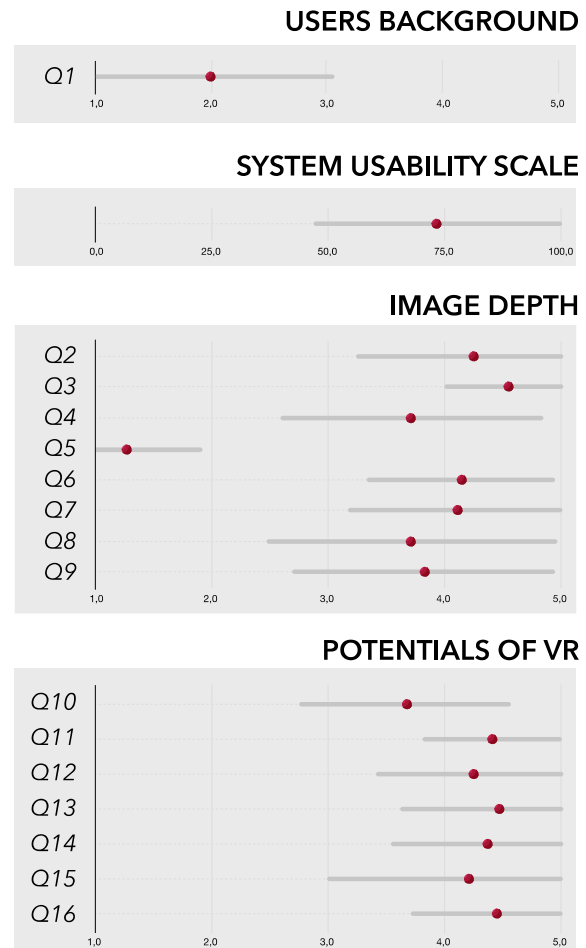 USERS BACKGROUND
Q1
1,0 2,0 3,0 4,0 5,0
SYSTEM USABILITY SCALE
0,0 25,0 50,0 75,0 100,0
IMAGE DEPTH
Q2
Q3
Q4
Q5
Q6
Q7
Q8
Q9
1,0 2,0 3,0 4,0 5,0
POTENTIALS OF VR
Q10
Q11
Q12
Q13
Q14
Q15
Q16
1,0 2,0 3,0 4,0 5,0